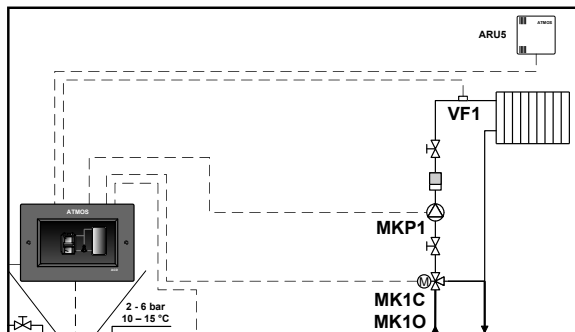 ARU5
ATMOS
VF1
ATMOS
MKP1
M
MK1C
MK1O
2 - 6 bar
10 – 15 °C